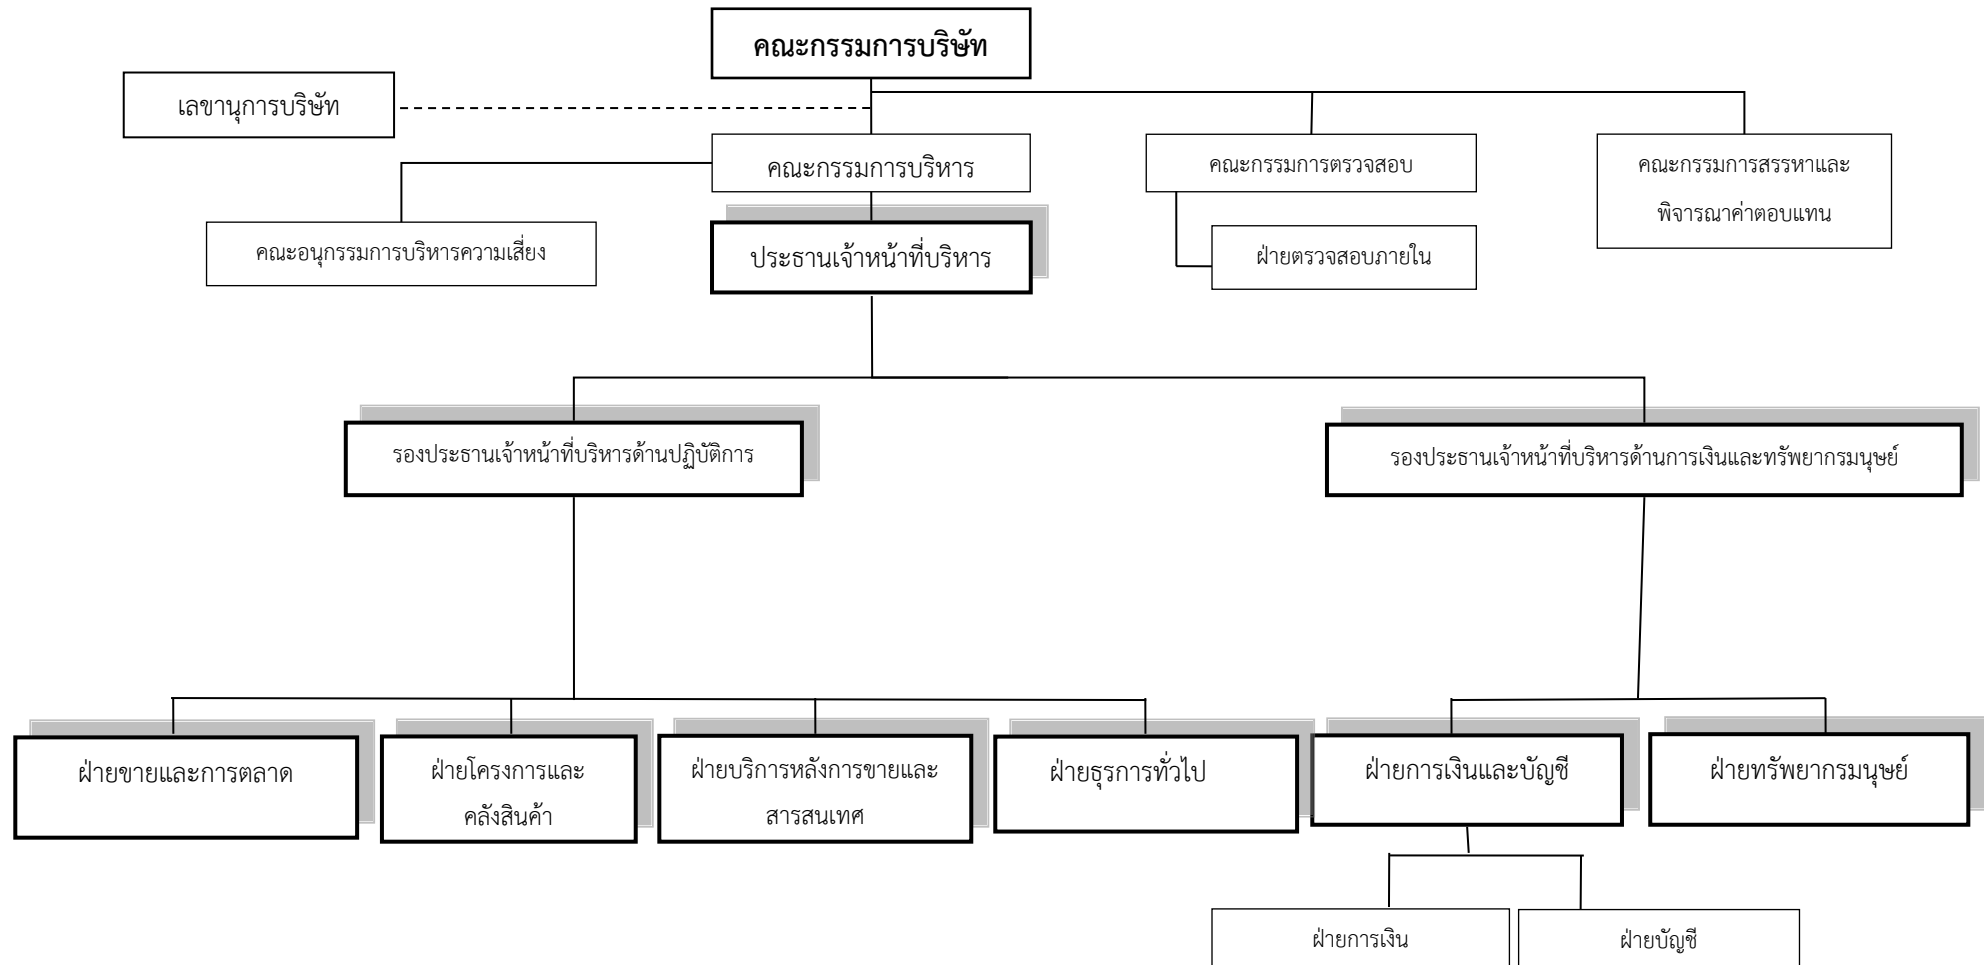 คณะกรรมการบริษัท
เลขานุการบริษัท
คณะกรรมการบริหาร
คณะกรรมการตรวจสอบ
คณะกรรมการสรรหาและ
พิจารณาค่าตอบแทน
คณะอนุกรรมการบริหารความเสี่ยง
ประธานเจ้าหน้าที่บริหาร
ฝ่ายตรวจสอบภายใน
รองประธานเจ้าหน้าที่บริหารด้านปฏิบัติการ
รองประธานเจ้าหน้าที่บริหารด้านการเงินและทรัพยากรมนุษย์
ฝ่ายขายและการตลาด
ฝ่ายโครงการและ
คลังสินค้า
ฝ่ายบริการหลังการขายและ
สารสนเทศ
ฝ่ายธุรการทั่วไป
ฝ่ายการเงินและบัญชี
ฝ่ายทรัพยากรมนุษย์
ฝ่ายการเงิน
ฝ่ายบัญชี